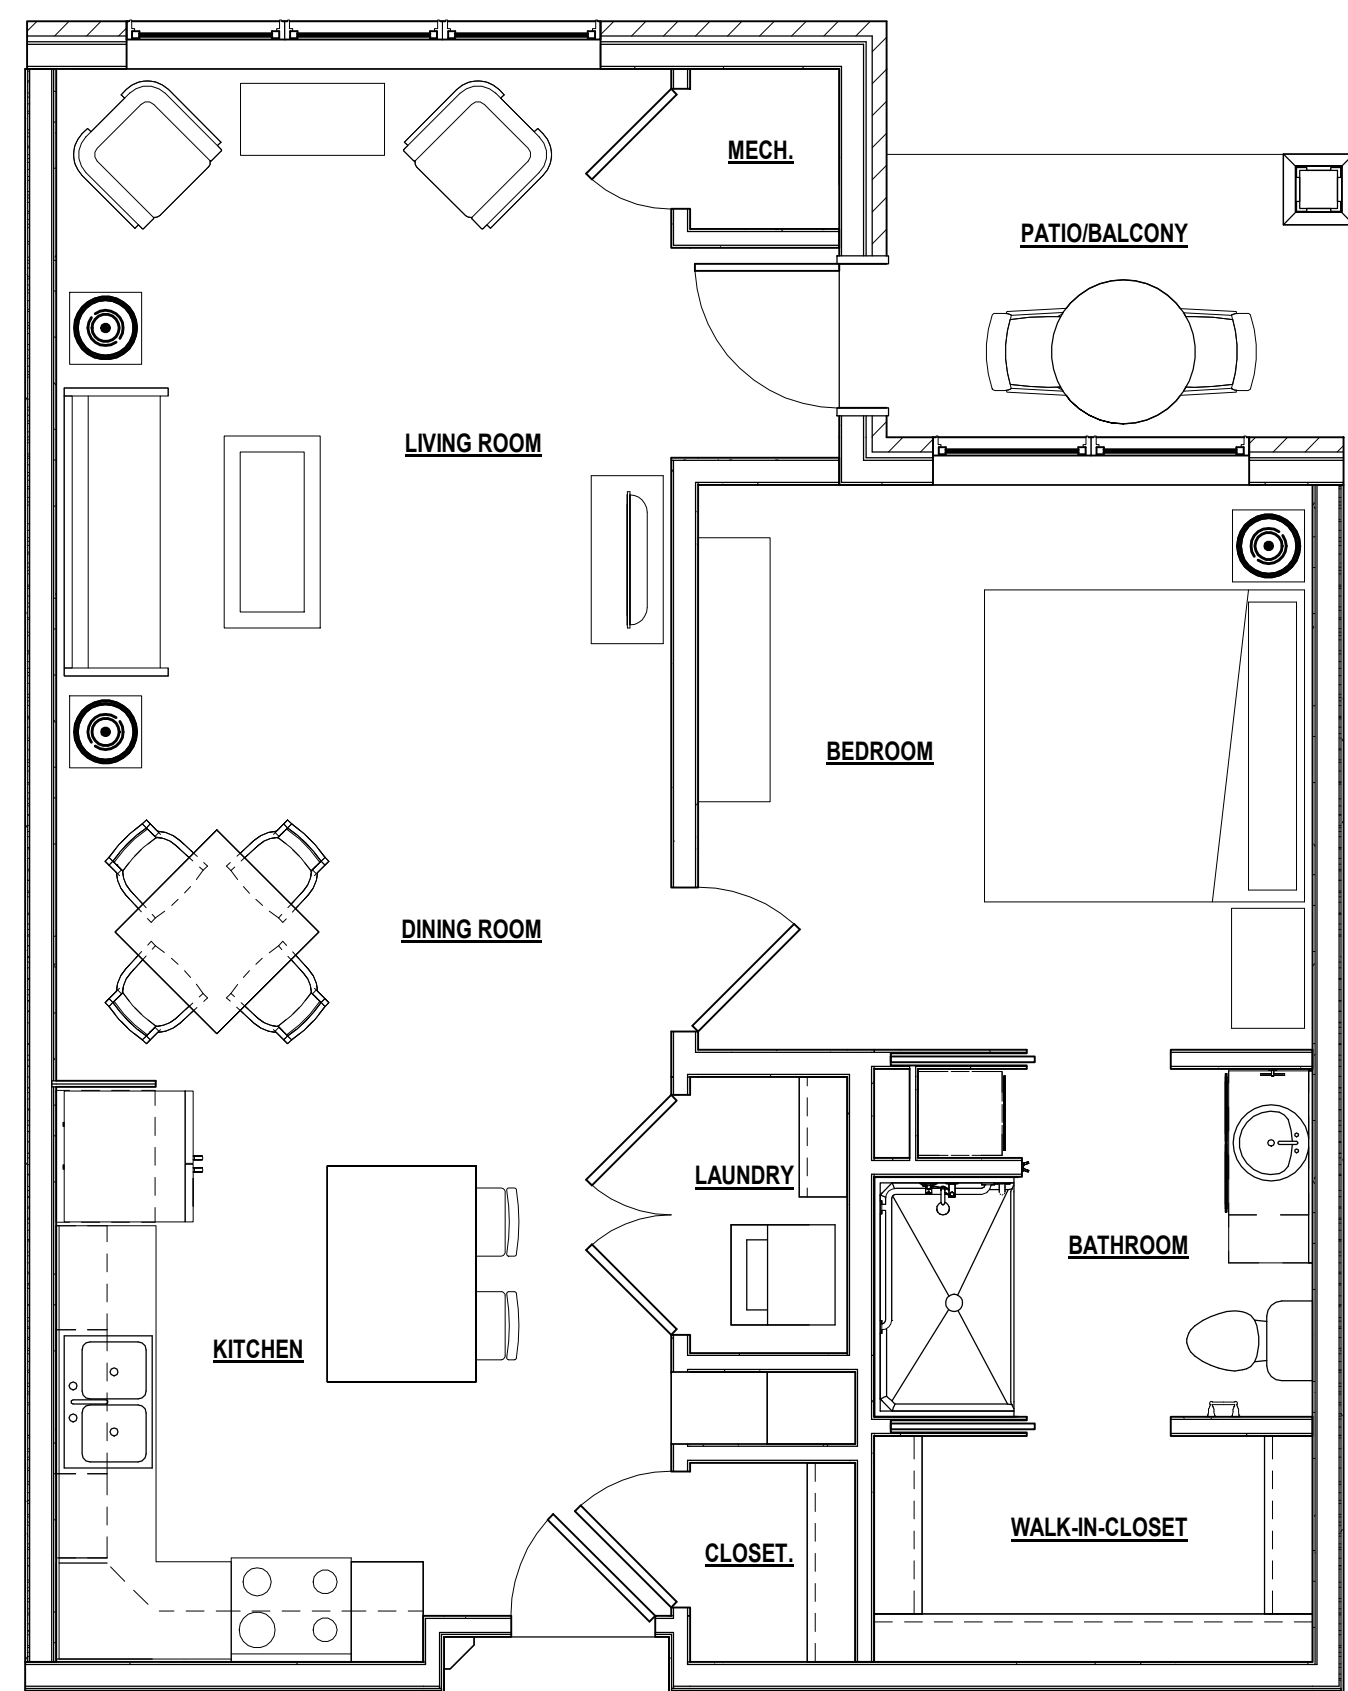 MECH.
PATIO/BALCONY
LIVING ROOM
BEDROOM
DINING ROOM
LAUNDRY
BATHROOM
KITCHEN
WALK-IN-CLOSET
CLOSET.